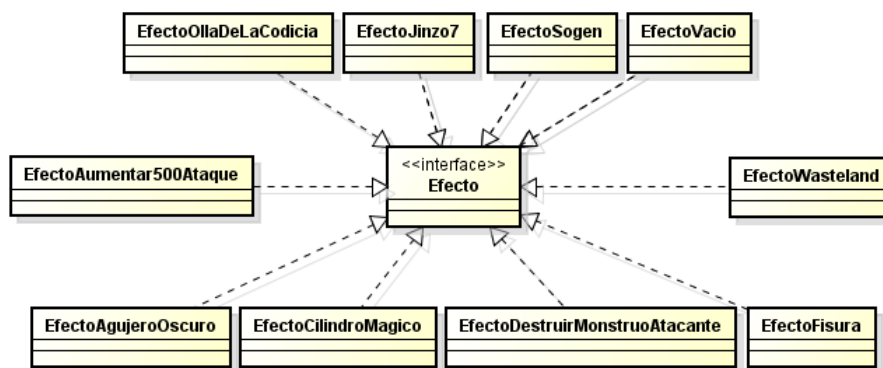 EfectoOllaDeLaCodicia
EfectoJinzo7
EfectoSogen
EfectoVacio
<<interface>>
Efecto
EfectoAumentar500Ataque
EfectoWasteland
EfectoAgujeroOscuro
EfectoCilindroMagico
EfectoDestruirMonstruoAtacante
EfectoFisura